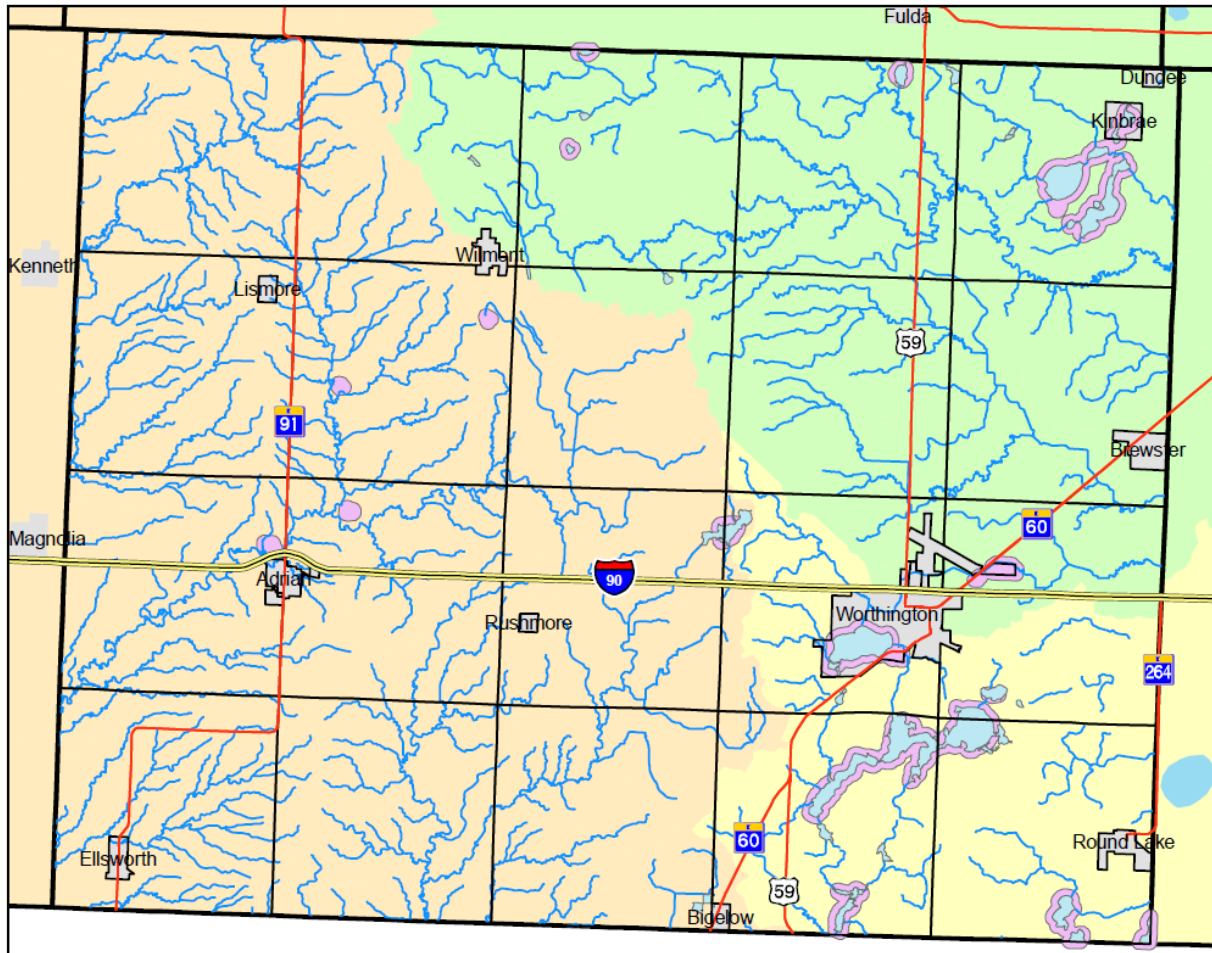 Fulda
Dundee
Kinbrae
Wilmont
Kenneth
Lismore
59
91
Brewster
60
Magnolia
90
Adrian
Rushmore
Worthington
264
60
Round Lake
Ellsworth
59
Bigelow